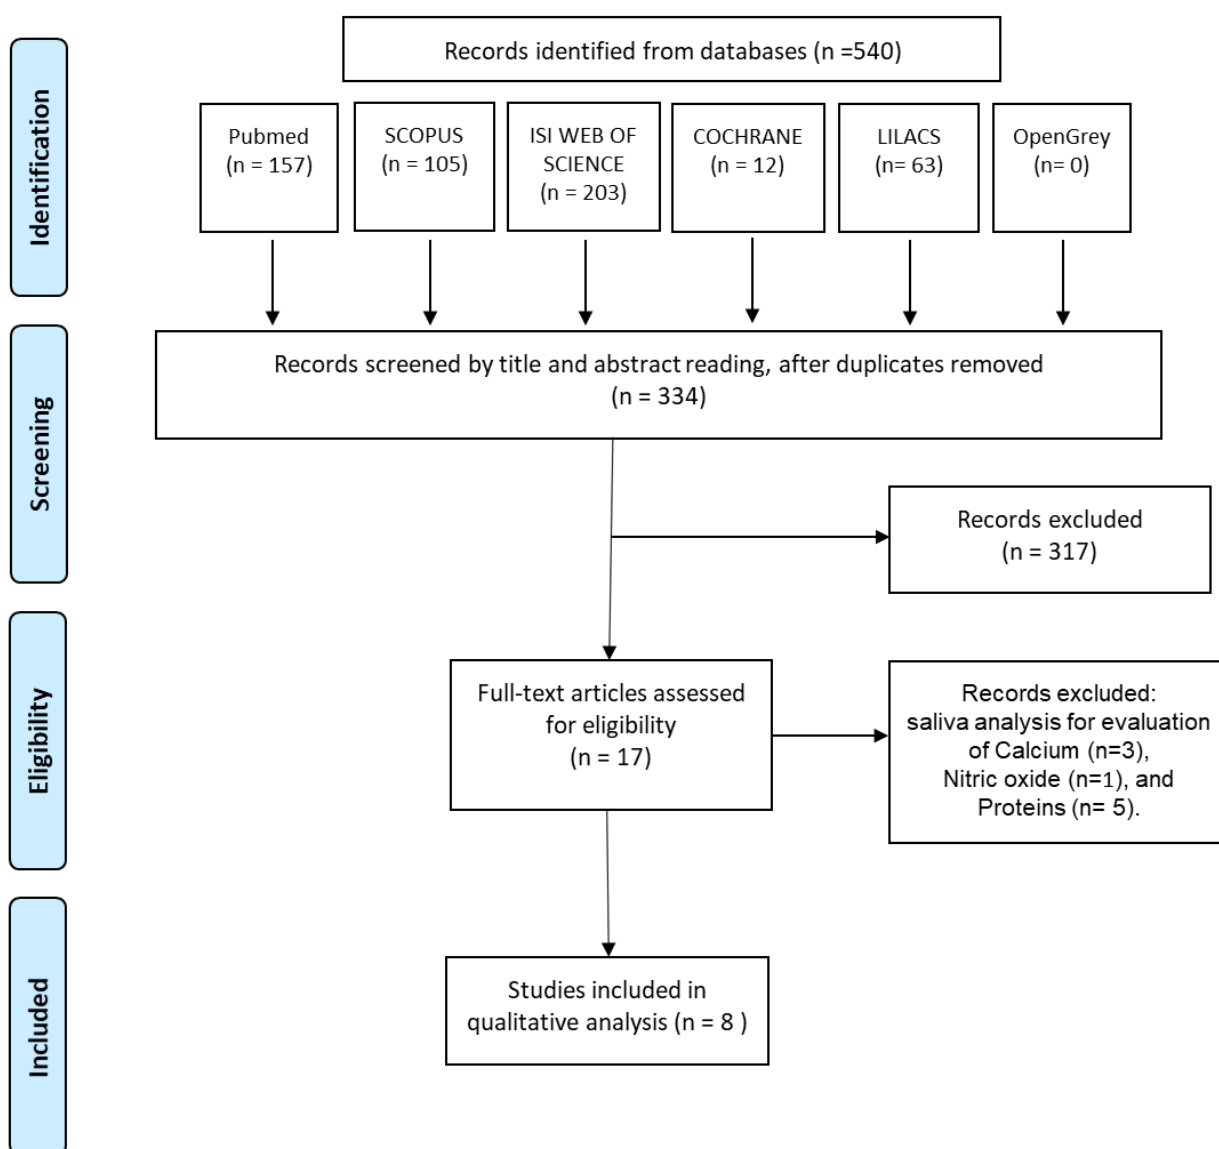 Identification
Records identified from databases (n =540)
Pubmed
(n = 157)
SCOPUS
(n = 105)
ISI WEB OF
SCIENCE
(n = 203)
COCHRANE
(n = 12)
LILACS
(n= 63)
OpenGrey
(n= 0)
Screening
Records screened by title and abstract reading, after duplicates removed
(n = 334)
Records excluded
(n = 317)
Eligibility
Full-text articles assessed
for eligibility
(n = 17)
Records excluded:
saliva analysis for evaluation
of Calcium (n=3),
Nitric oxide (n=1), and
Proteins (n= 5).
Included
Studies included in
qualitative analysis (n = 8 )